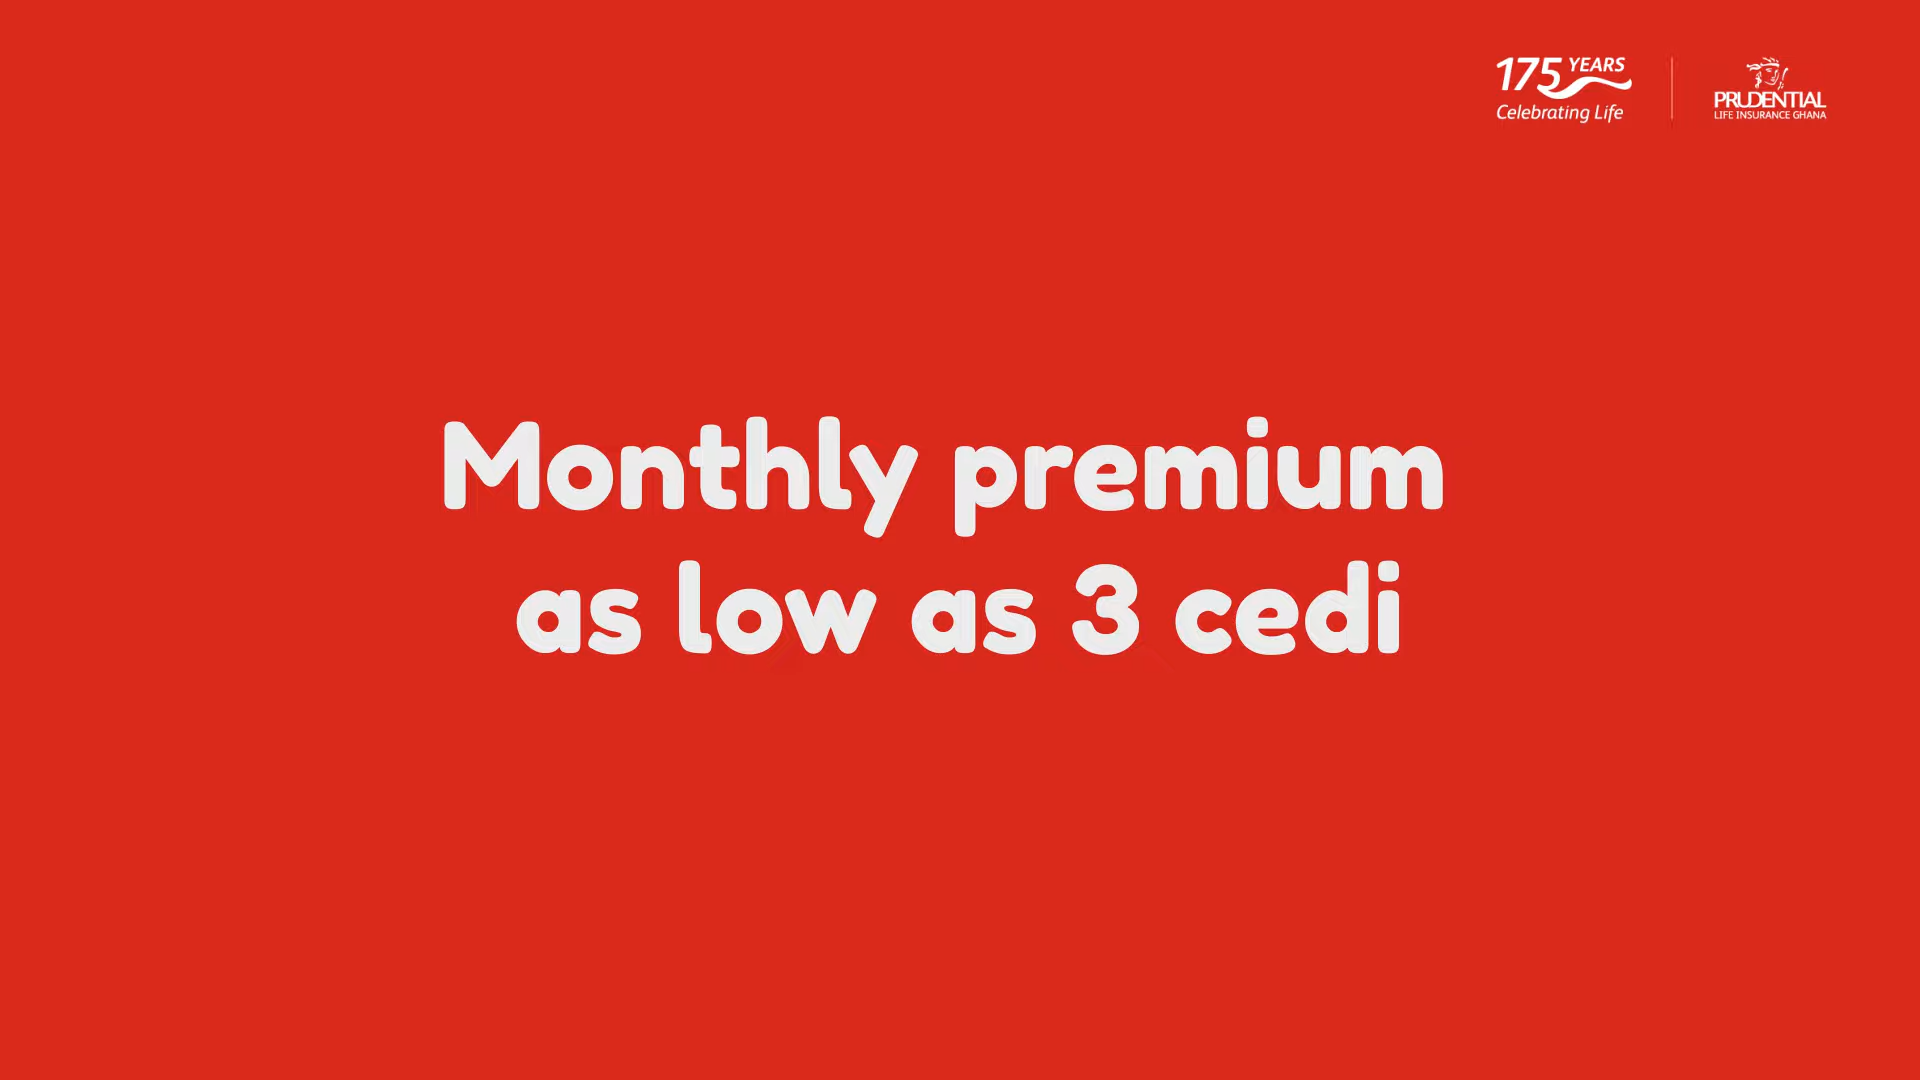 175 YEARS
Celebrating Life
PRUDENTIAL
LIFE INSURANCE GHANA
Monthly premium
as low as 3 cedi